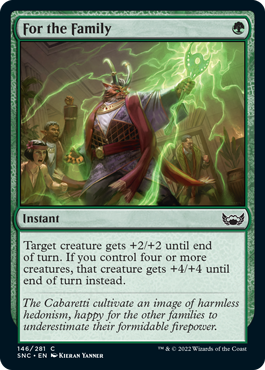 For the Family
Instant
Target creature gets +2/+2 until end
of turn. If you control four or more
creatures, that creature gets +4/+4 until
end of turn instead.
The Cabaretti cultivate an image of harmless
hedonism, happy for the other families to
underestimate their formidable firepower.
146/281 C
SNC • EN Kieran Yanner
™ & © 2022 Wizards of the Coast